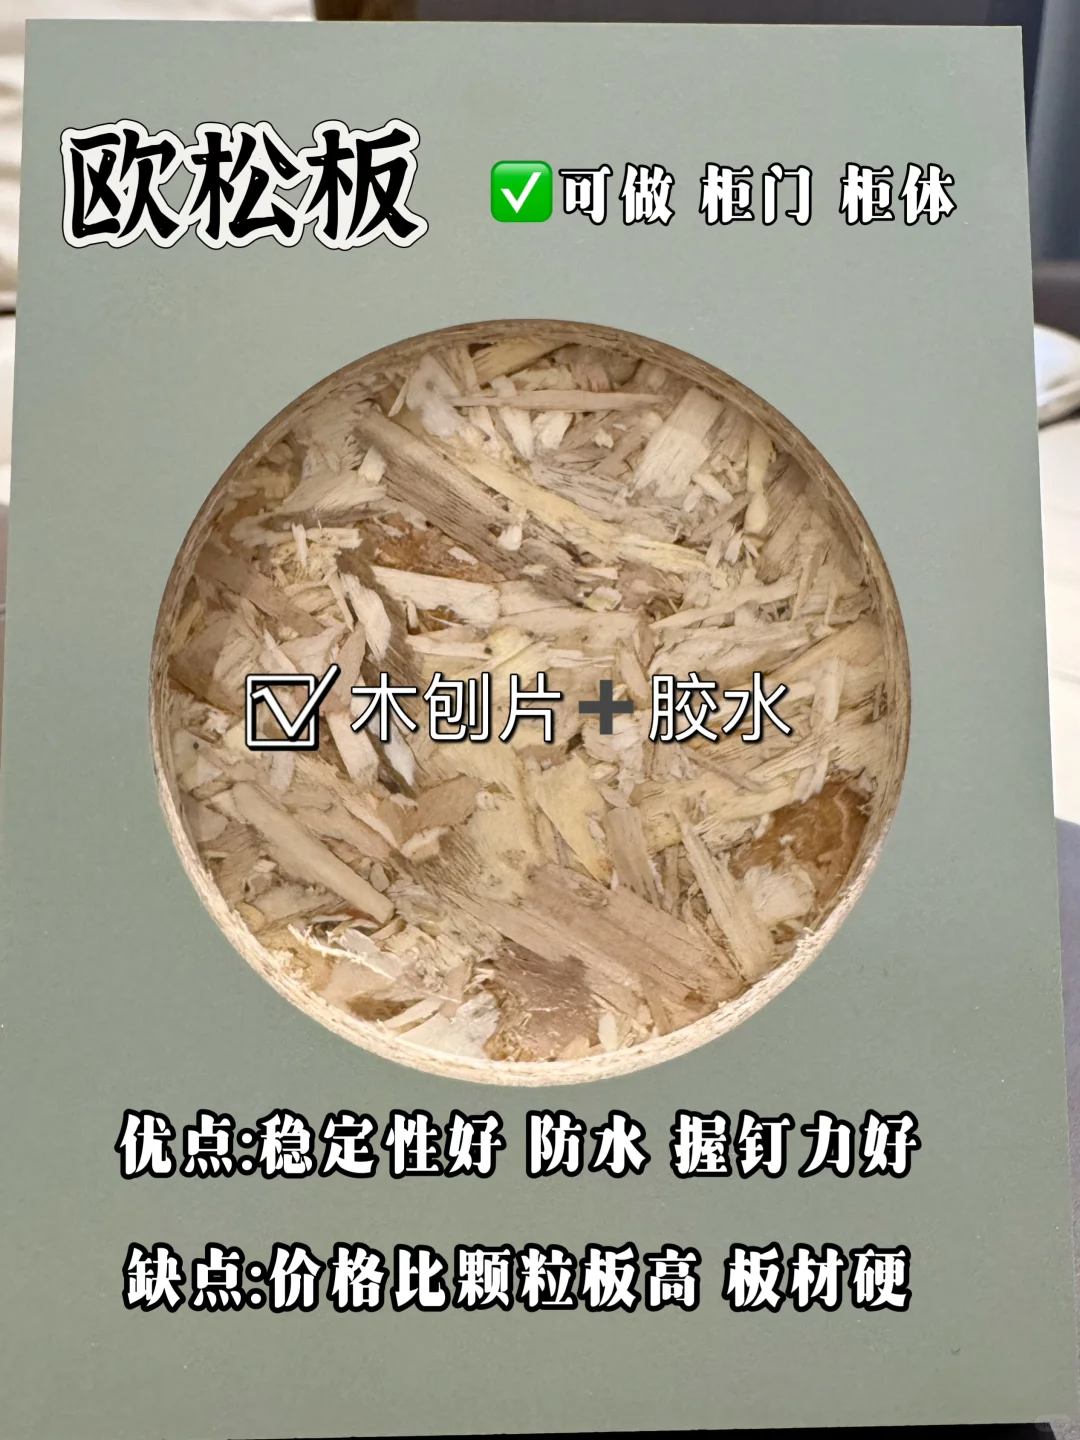 欧松板
✅可做 柜门 柜体
☑木刨片➕胶水
优点:稳定性好 防水 握钉力好
缺点:价格比颗粒板高 板材硬